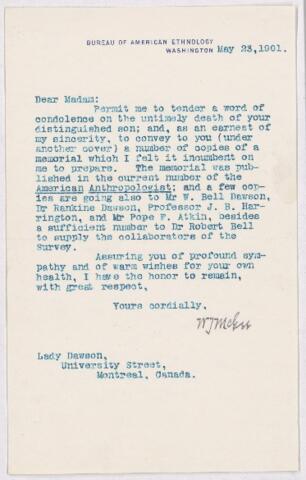 BUREAU OF AMERICAN ETHNOLOGY
WASHINGTON May 23,1901.
Dear Madam:
Permit me to tender a word of
condolence on the untimely death of your
distinguished son; and, as an earnest of
my sincerity, to convey to you (under
another cover) a number of copies of a
memorial which I felt it incumbent on
me to prepare. The memorial was pub-
lished in the current number of the
American Anthropologist; and a few cop-
ies are going also to Mr W. Bell Dawson,
Dr Rankine Dawson, Professor J. B. Har-
rington, and Mr Pope F. Atkin, besides
a sufficient number to Dr Robert Bell
to supply the collaborators of the
Survey.
Assuring you of profound sym-
pathy and of warm wishes for your own
health, I have the honor to remain,
with great respect,
Yours cordially,
WJMcGee
Lady Dawson,
University Street,
Montreal, Canada.